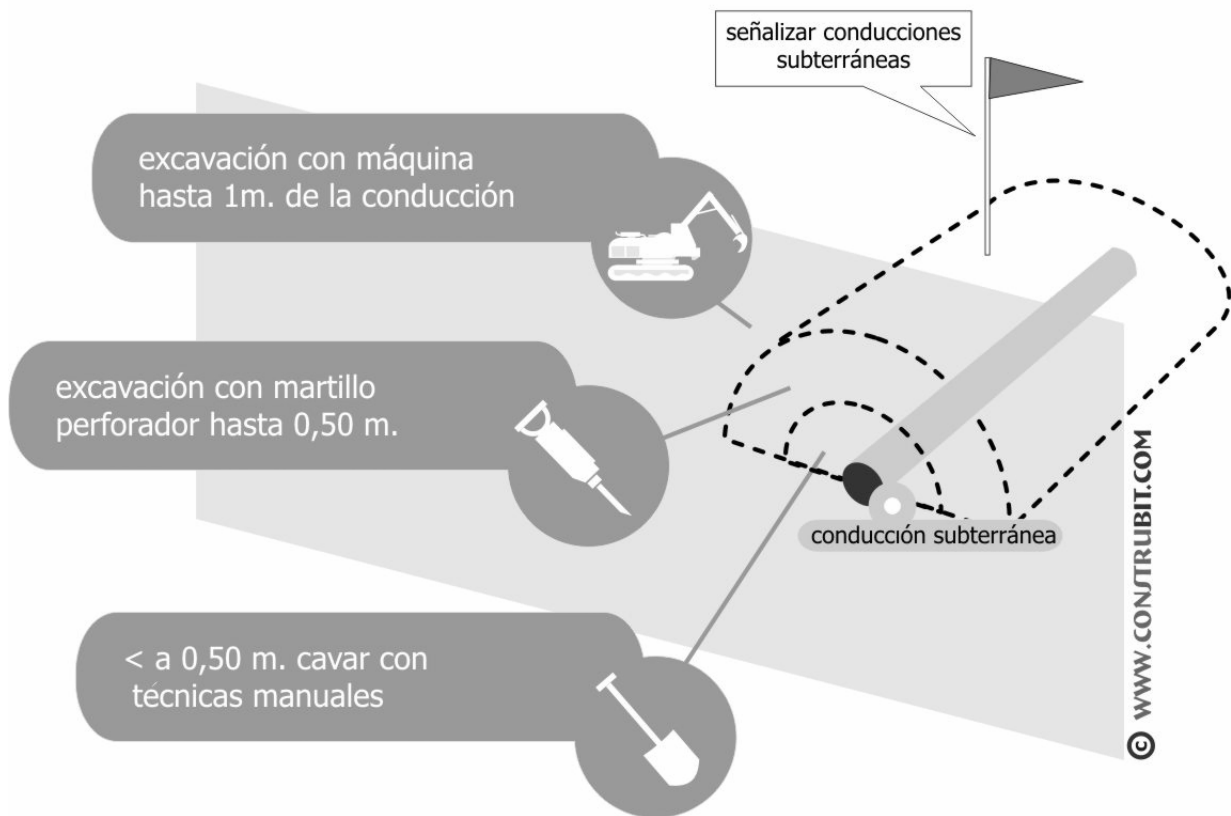 señalizar conducciones
subterráneas
excavación con máquina
hasta 1m. de la conducción
excavación con martillo
perforador hasta 0,50 m.
conducción subterránea
< a 0,50 m. cavar con
técnicas manuales
© WWW.CONSTRUBIT.COM